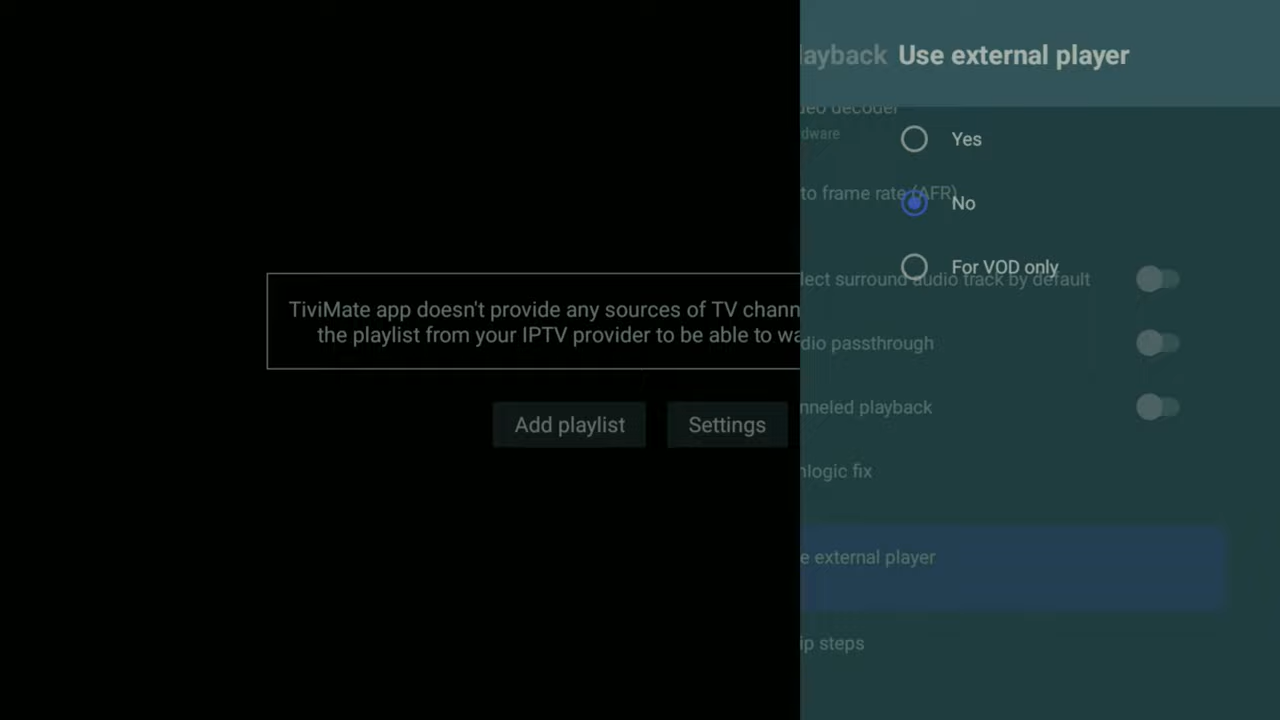 layback Use external player
deo decoder
dware
Yes
to frame rate (AFR)
No
For VOD only
lect surround audio track by default
TiviMate app doesn't provide any sources of TV chann
the playlist from your IPTV provider to be able to wa
dio passthrough
Add playlist
Settings
nneled playback
nlogic fix
e external player
ip steps